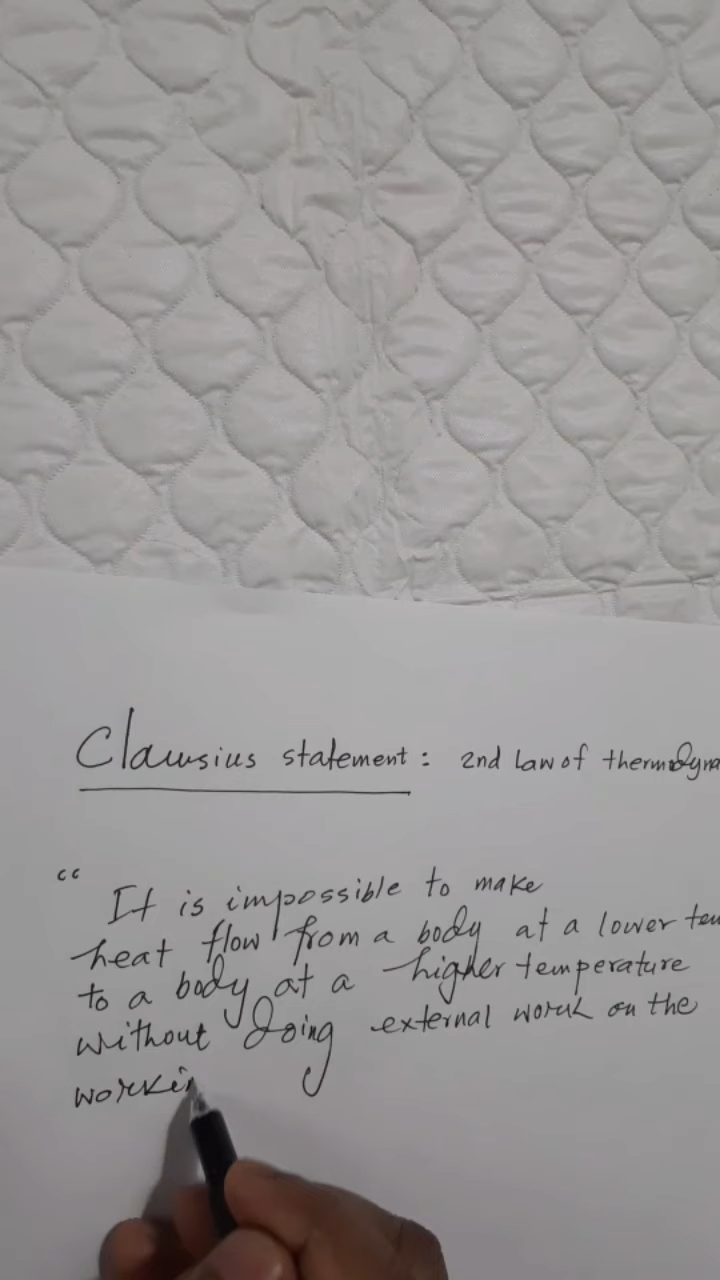 Clausius statement : 2nd Law of thermodyna
“ It is impossible to make
heat flow from a body at a lower tem
to a body at a higher temperature
without doing external work on the
workin